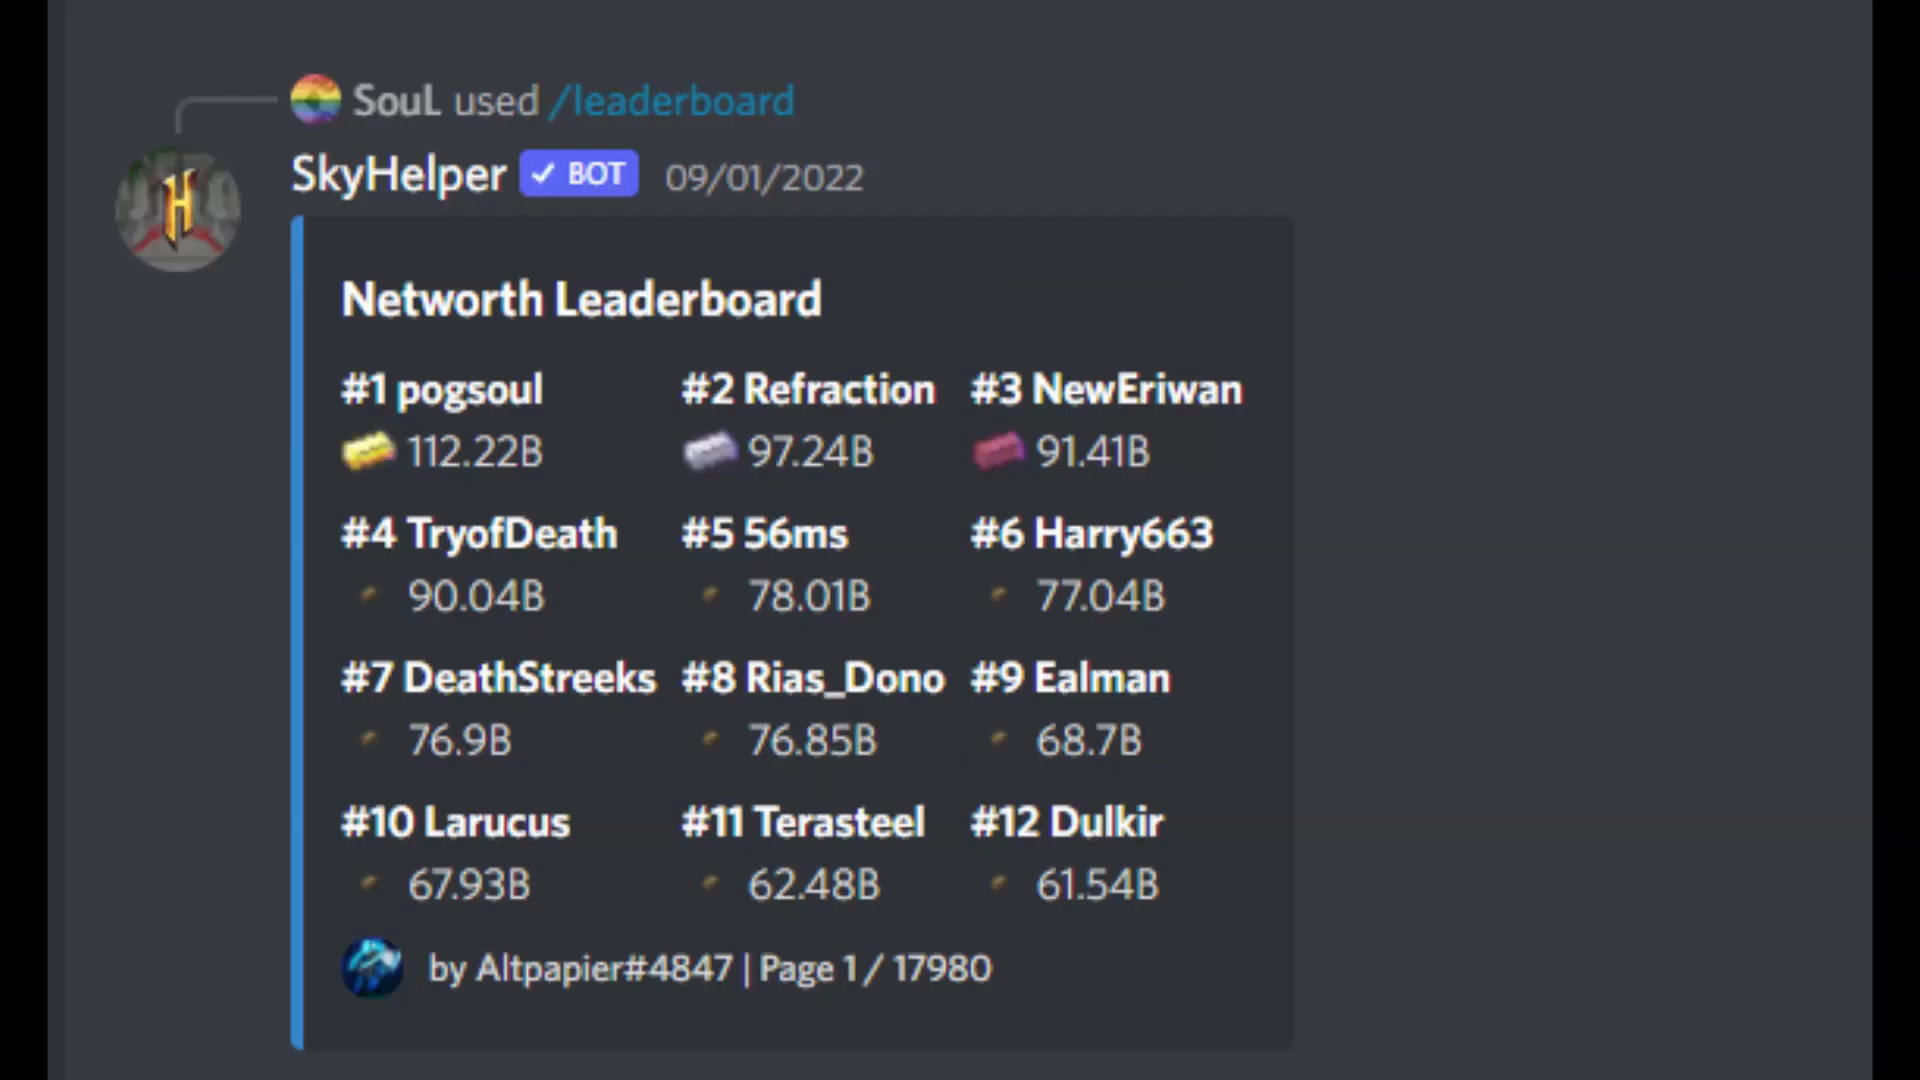 SouL used /leaderboard
SkyHelper ✓ BOT 09/01/2022
Networth Leaderboard
#1 pogsoul #2 Refraction #3 NewEriwan
112.22B 97.24B 91.41B
#4 TryofDeath #5 56ms #6 Harry663
90.04B 78.01B 77.04B
#7 DeathStreeks #8 Rias_Dono #9 Ealman
76.9B 76.85B 68.7B
#10 Larucus #11 Terasteel #12 Dulkir
67.93B 62.48B 61.54B
by Altpapier#4847 | Page 1 / 17980